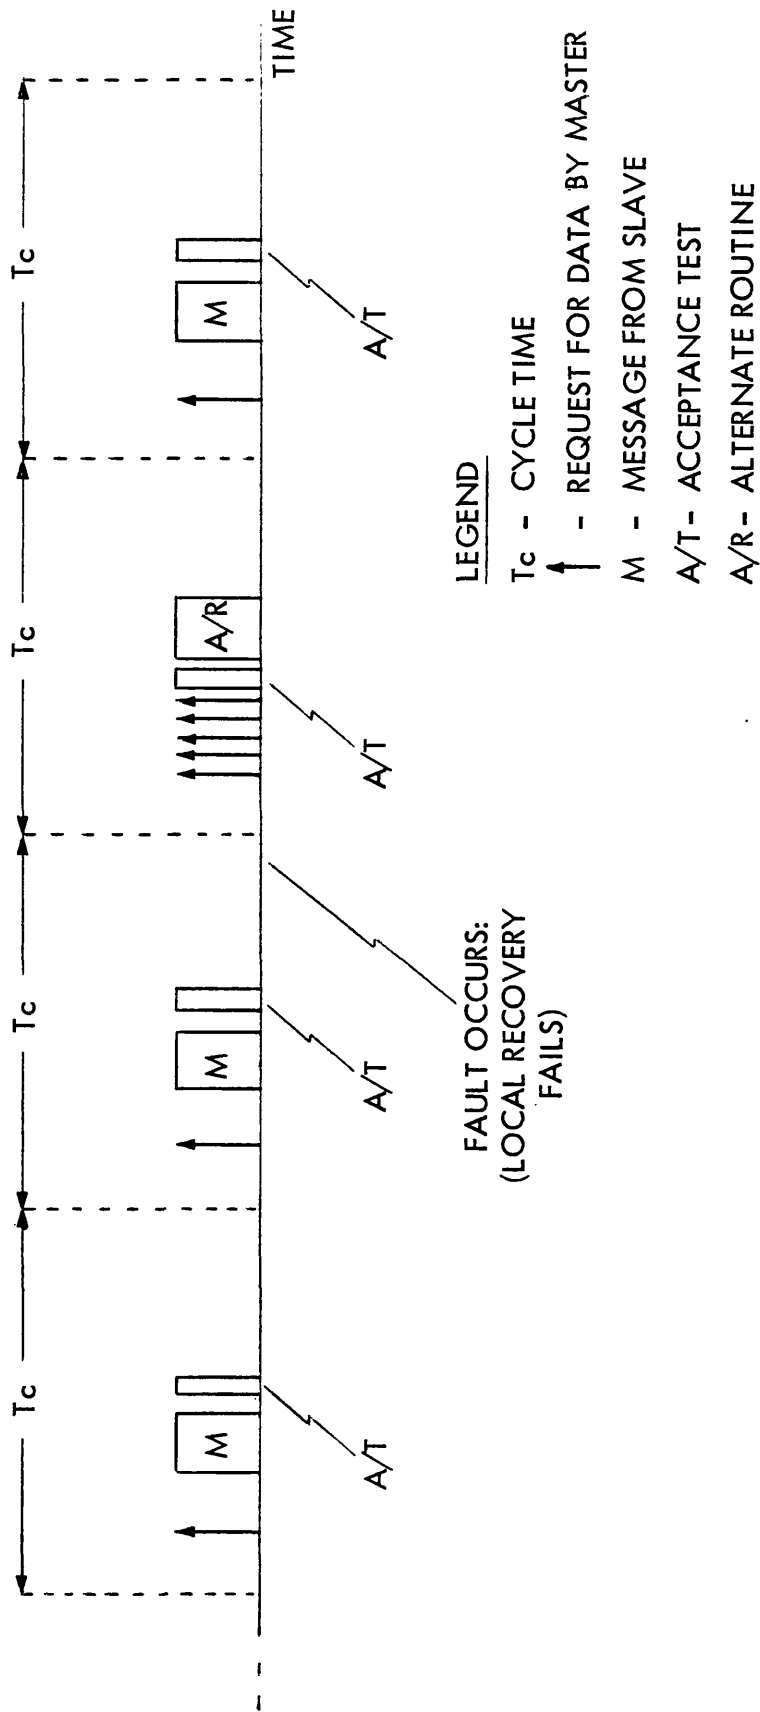 Tc
Tc
Tc
Tc
M
M
A/R
M
TIME
A/T
A/T
A/T
A/T
FAULT OCCURS:
(LOCAL RECOVERY
FAILS)
LEGEND
Tc - CYCLE TIME
- REQUEST FOR DATA BY MASTER
M - MESSAGE FROM SLAVE
A/T- ACCEPTANCE TEST
A/R- ALTERNATE ROUTINE